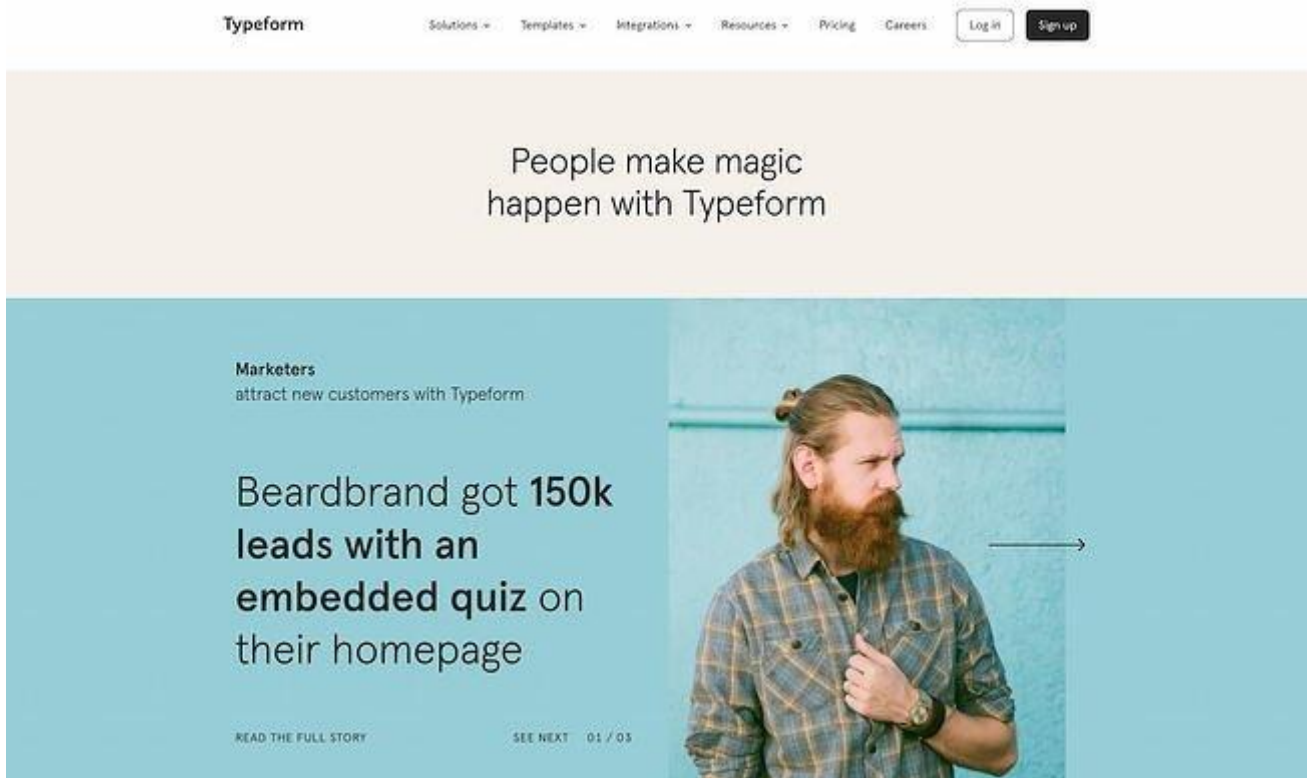 Typeform
Solutions
Templates
Integrations
Resources
Pricing
Careers
Log in
Sign up
People make magic
happen with Typeform
Marketers
attract new customers with Typeform
Beardbrand got 150k
leads with an
embedded quiz on
their homepage
READ THE FULL STORY
SEE NEXT 01 / 03